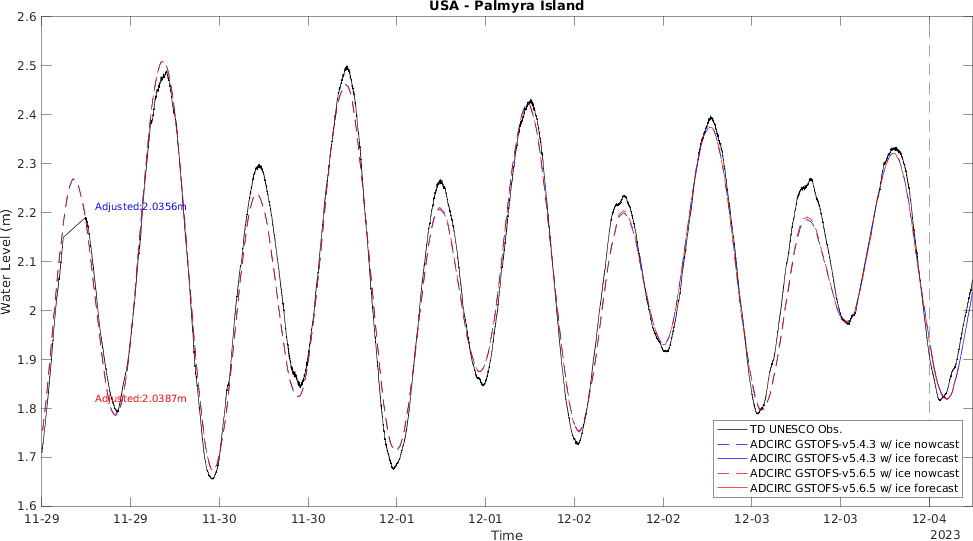 USA - Palmyra Island
2.6
2.5
2.4
2.3
2.2
2.1
2
1.9
1.8
1.7
1.6
Water Level (m)
Adjusted:2.0356m
Adjusted:2.0387m
TD UNESCO Obs.
ADCIRC GSTOFS-v5.4.3 w/ ice nowcast
ADCIRC GSTOFS-v5.4.3 w/ ice forecast
ADCIRC GSTOFS-v5.6.5 w/ ice nowcast
ADCIRC GSTOFS-v5.6.5 w/ ice forecast
11-29 11-29 11-30 11-30 12-01 12-01 12-02 12-02 12-03 12-03 12-04
Time
2023